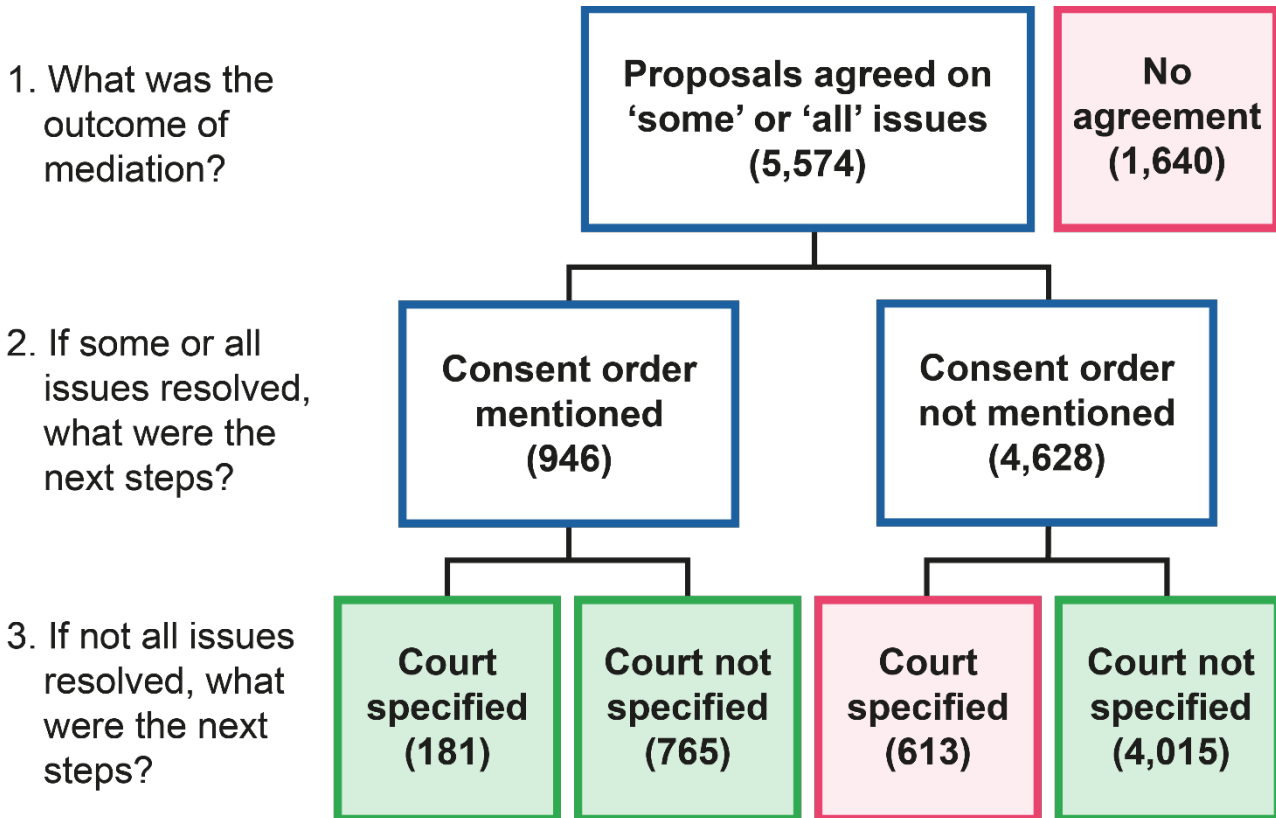 1. What was the
outcome of
mediation?
Proposals agreed on
‘some’ or ‘all’ issues
(5,574)
No
agreement
(1,640)
2. If some or all
issues resolved,
what were the
next steps?
Consent order
mentioned
(946)
Consent order
not mentioned
(4,628)
3. If not all issues
resolved, what
were the next
steps?
Court
specified
(181)
Court not
specified
(765)
Court
specified
(613)
Court not
specified
(4,015)